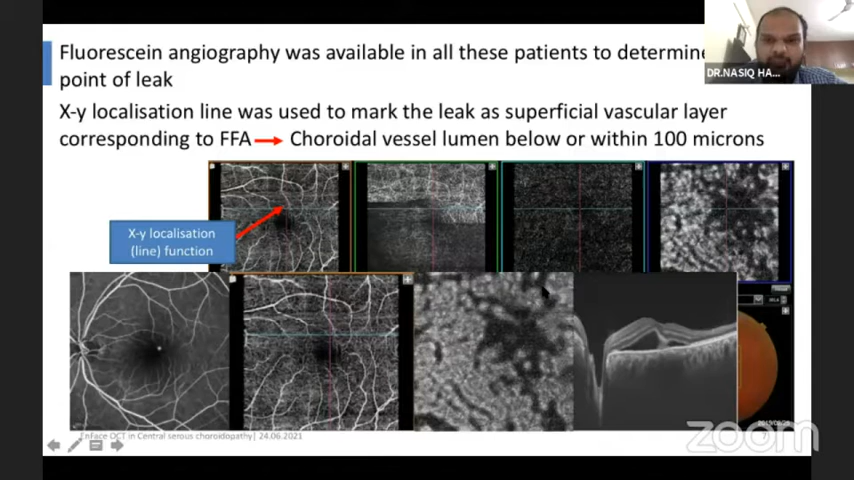 Fluorescein angiography was available in all these patients to determine
point of leak
X-y localisation line was used to mark the leak as superficial vascular layer
corresponding to FFA → Choroidal vessel lumen below or within 100 microns
X-y localisation
(line) function
DR.NASIQ HA...
EnFace OCT in Central serous choroidopathy| 24.06.2021
zoom